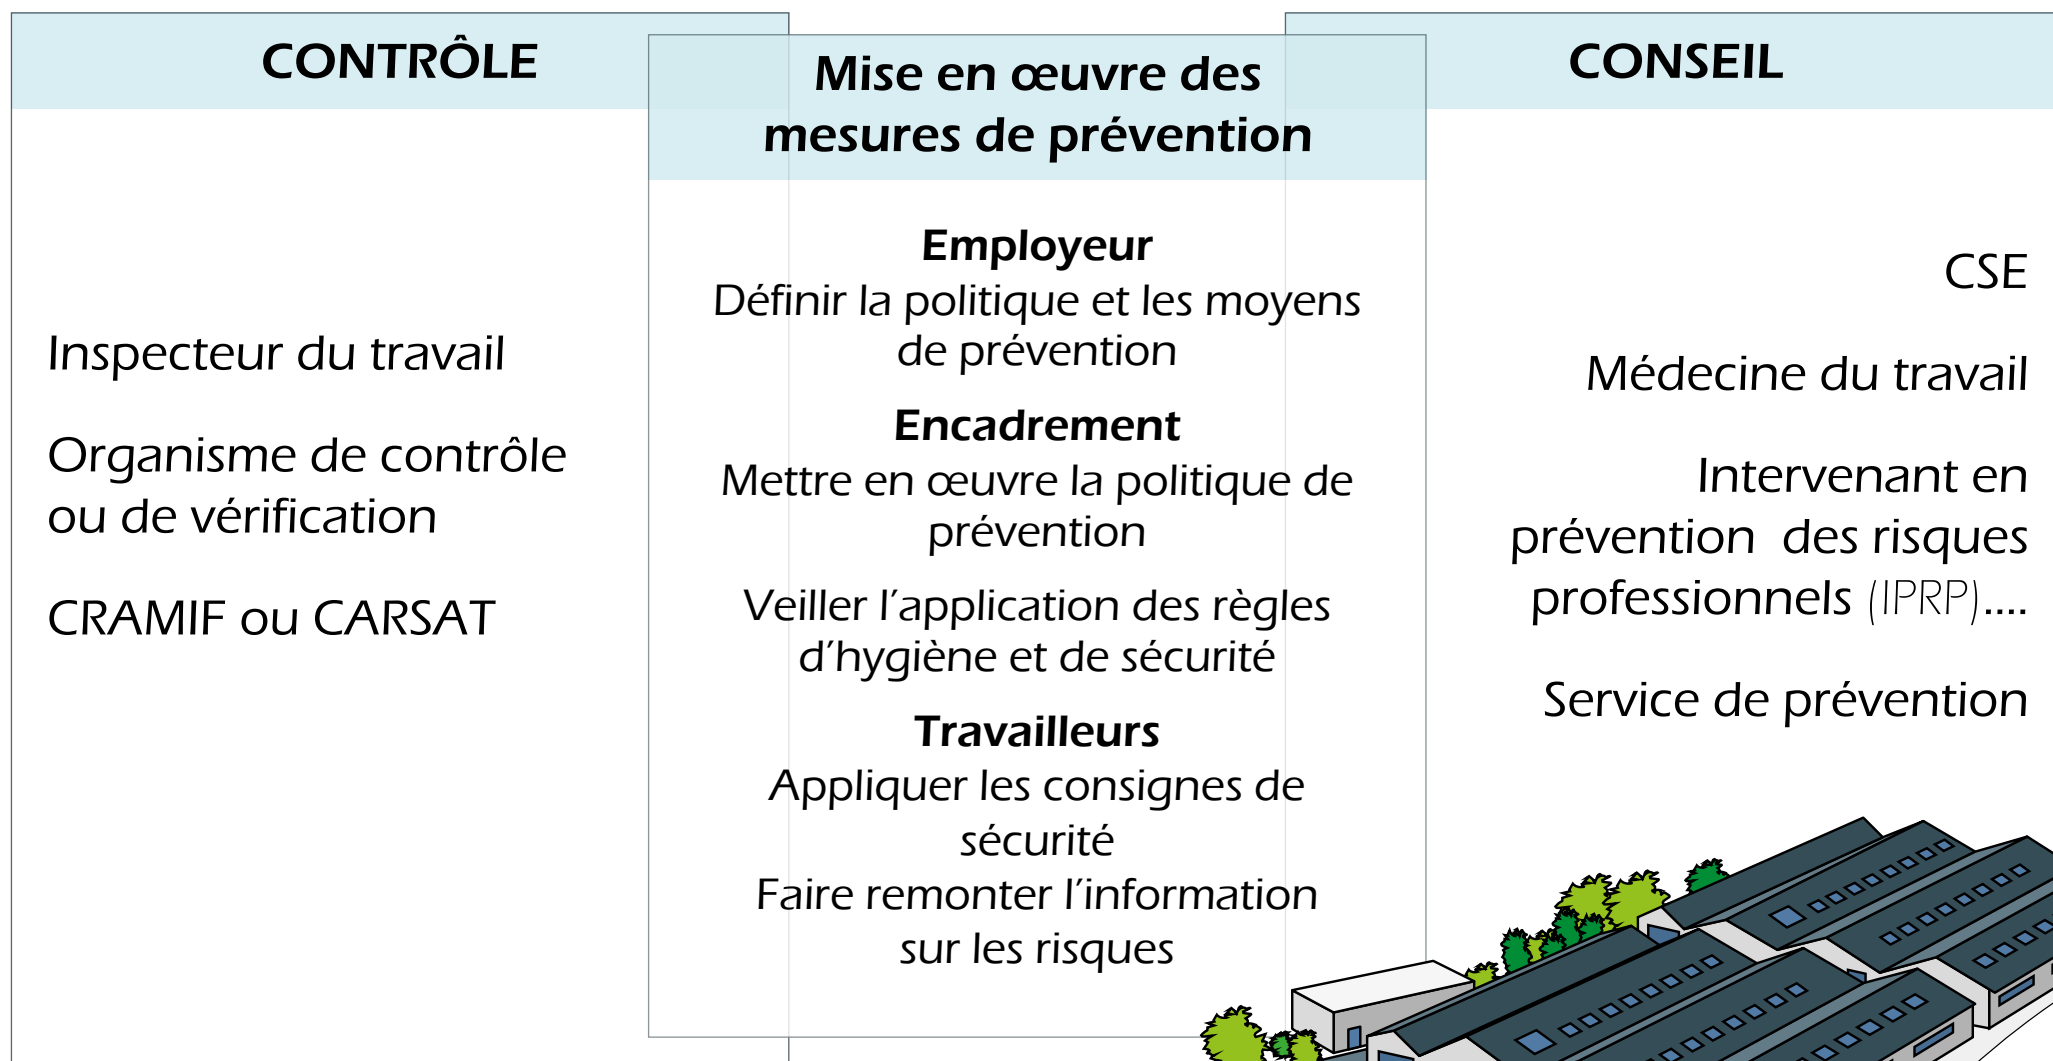 CONTRÔLE
Inspecteur du travail
Organisme de contrôle
ou de vérification
CRAMIF ou CARSAT
Mise en œuvre des
mesures de prévention
Employeur
Définir la politique et les moyens
de prévention
Encadrement
Mettre en œuvre la politique de
prévention
Veiller l’application des règles
d’hygiène et de sécurité
Travailleurs
Appliquer les consignes de
sécurité
Faire remonter l’information
sur les risques
CONSEIL
CSE
Médecine du travail
Intervenant en
prévention des risques
professionnels (IPRP)....
Service de prévention